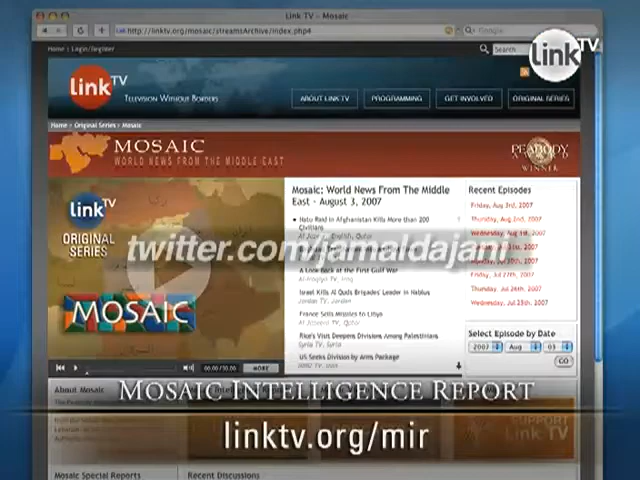 Link TV - Mosaic
http://linktv.org/mosaic/streamsArchive/index.php4
Google
Home : Login/Register
Search
link TV
link TV
TELEVISION WITHOUT BORDERS
ABOUT LINK TV
PROGRAMMING
GET INVOLVED
ORIGINAL SERIES
Home > Original Series > Mosaic
MOSAIC
WORLD NEWS FROM THE MIDDLE EAST
PEABODY
WINNER
link TV
ORIGINAL
SERIES
MOSAIC
Mosaic: World News From The Middle
East - August 3, 2007
Nato Raid in Afghanistan Kills More than 200
Civilians
A Look Back at the First Gulf War
Israel Kills Al Quds Brigades' Leader in Nablus
Jordan TV, Jordan
France Sells Missiles to Libya
Rice's Visit Deepens Divisions Among Palestinians
Syria TV, Syria
US Seeks Division by Arms Package
Recent Episodes
Friday, Aug 3rd, 2007
Thursday, Aug 2nd, 2007
Wednesday, Aug 1st, 2007
Friday, Jul 27th, 2007
Thursday, Jul 26th, 2007
Wednesday, Jul 25th, 2007
Select Episode by Date
2007 Aug 03
GO
twitter.com/jamaldajani
00:00/00:00
About Mosaic
MOSAIC INTELLIGENCE REPORT
linktv.org/mir
SUPPORT
Link TV
Mosaic Special Reports
Recent Discussions